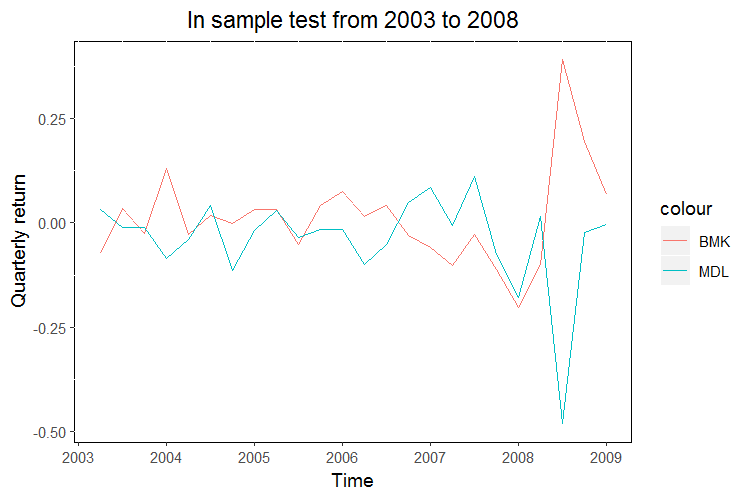 In sample test from 2003 to 2008
Quarterly return
0.25
0.00
-0.25
-0.50
2003 2004 2005 2006 2007 2008 2009
Time
colour
BMK
MDL